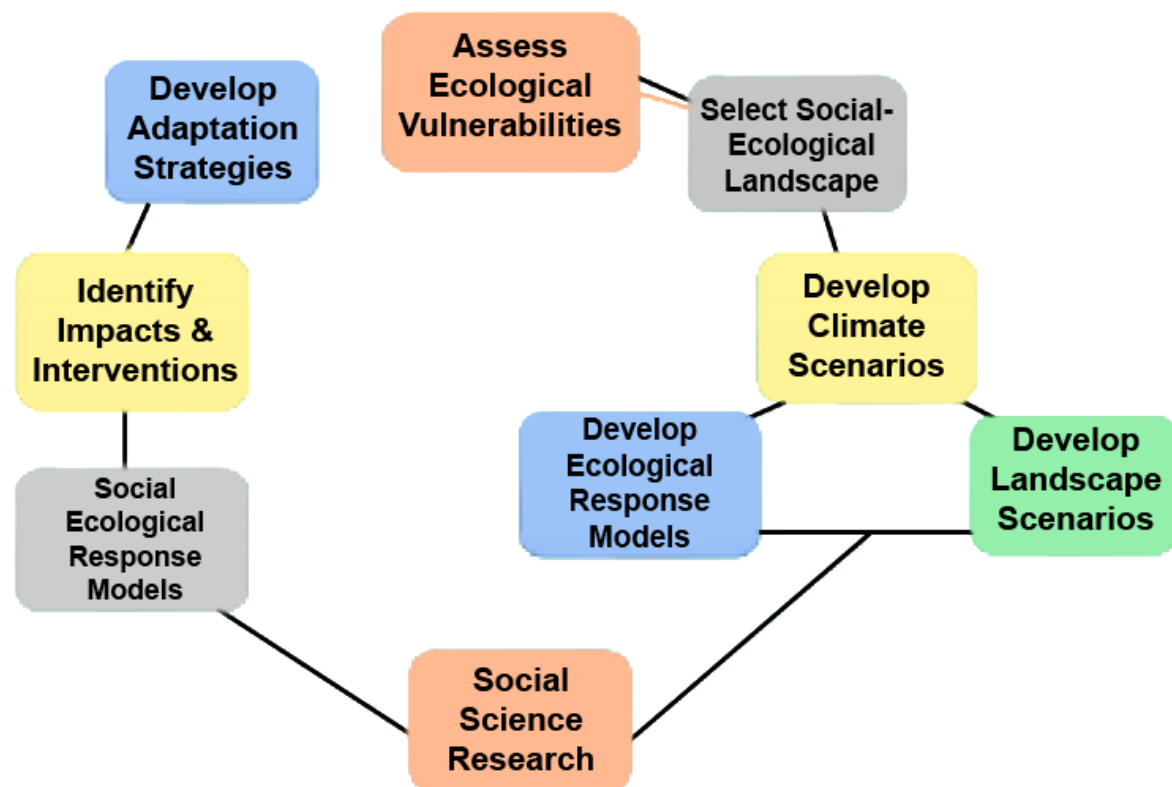 Assess
Ecological
Vulnerabilities
Select Social-
Ecological
Landscape
Develop
Climate
Scenarios
Develop
Ecological
Response
Models
Develop
Landscape
Scenarios
Social
Science
Research
Social
Ecological
Response
Models
Identify
Impacts &
Interventions
Develop
Adaptation
Strategies